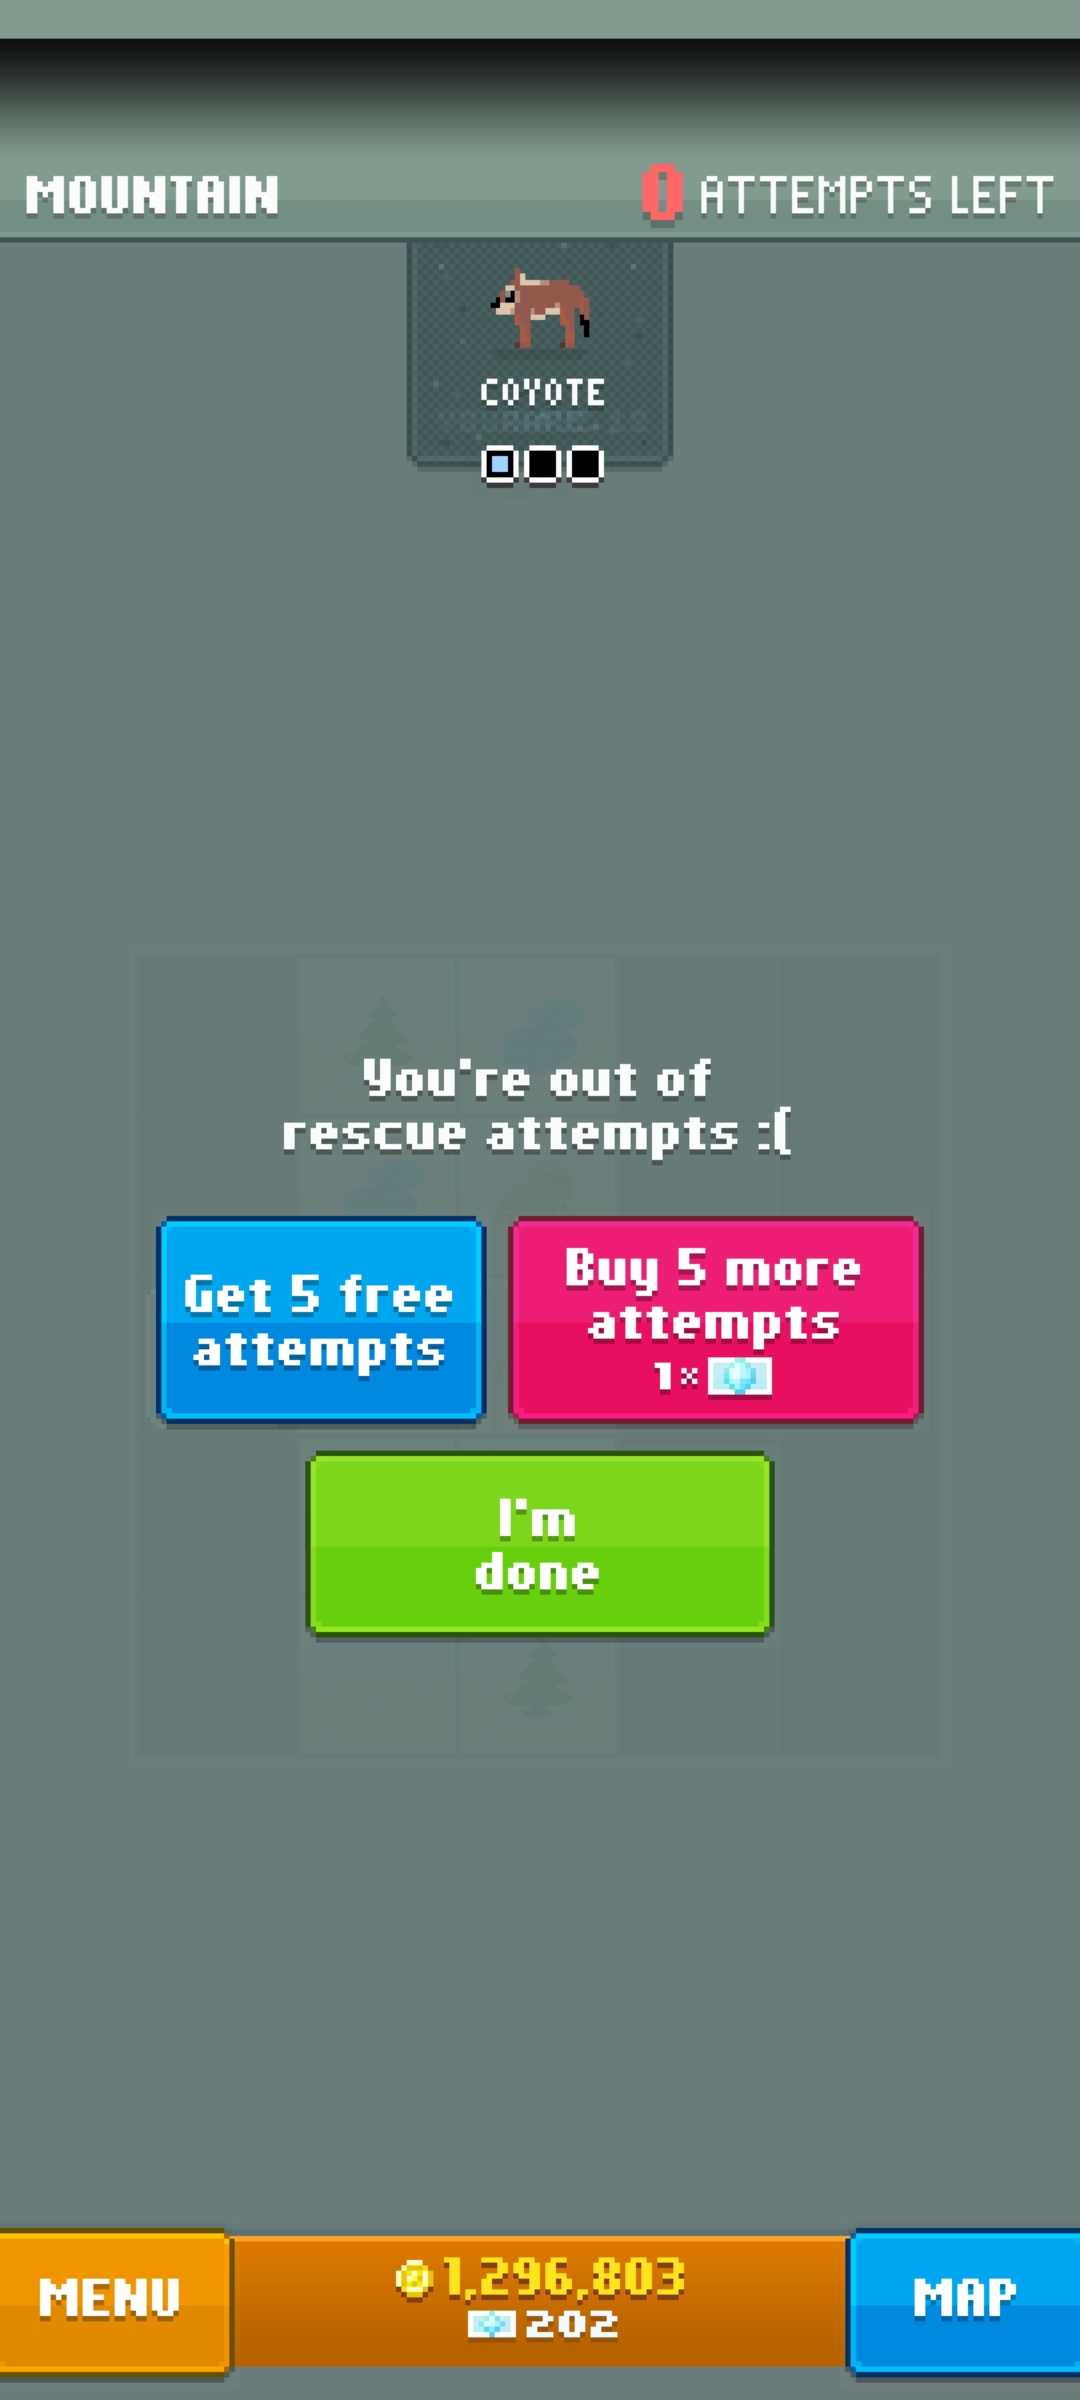 MOUNTAIN
0 ATTEMPTS LEFT
COYOTE
You're out of
rescue attempts :(
Get 5 free
attempts
Buy 5 more
attempts
1×
I'm
done
MENU
1,296,803
202
MAP